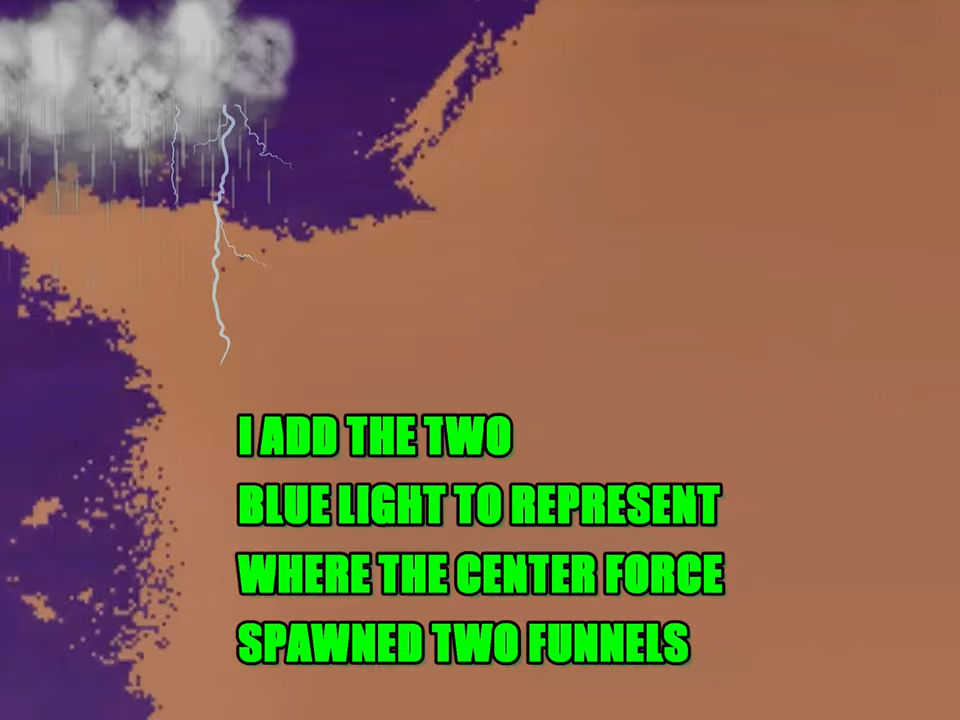 I ADD THE TWO
BLUE LIGHT TO REPRESENT
WHERE THE CENTER FORCE
SPAWNED TWO FUNNELS